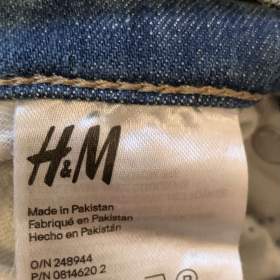 H&M
Made in Pakistan
Fabriqué en Pakistan
Hecho en Pakistán
O/N 248944
P/N 0814620 2